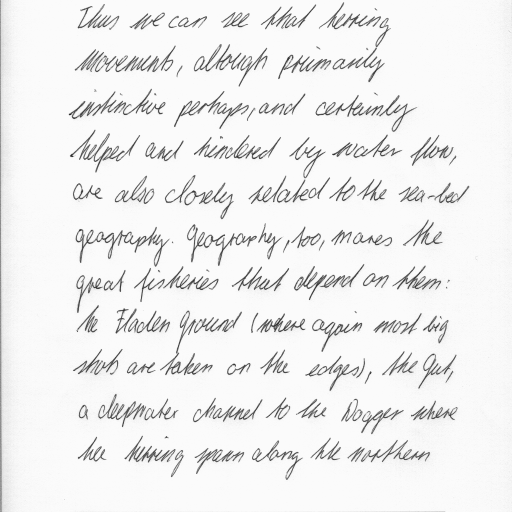 Thus we can see that herring
movements, altough primarily
instinctive perhaps, and certainly
helped and hindered by water flow,
are also closely related to the sea-bed
geography. Geography, too, makes the
great fisheries that depend on them:
the Fladen Ground (where again most big
shots are taken on the edges), the Gut,
a deepwater channel to the Dogger where
hee herring spawn along the northern